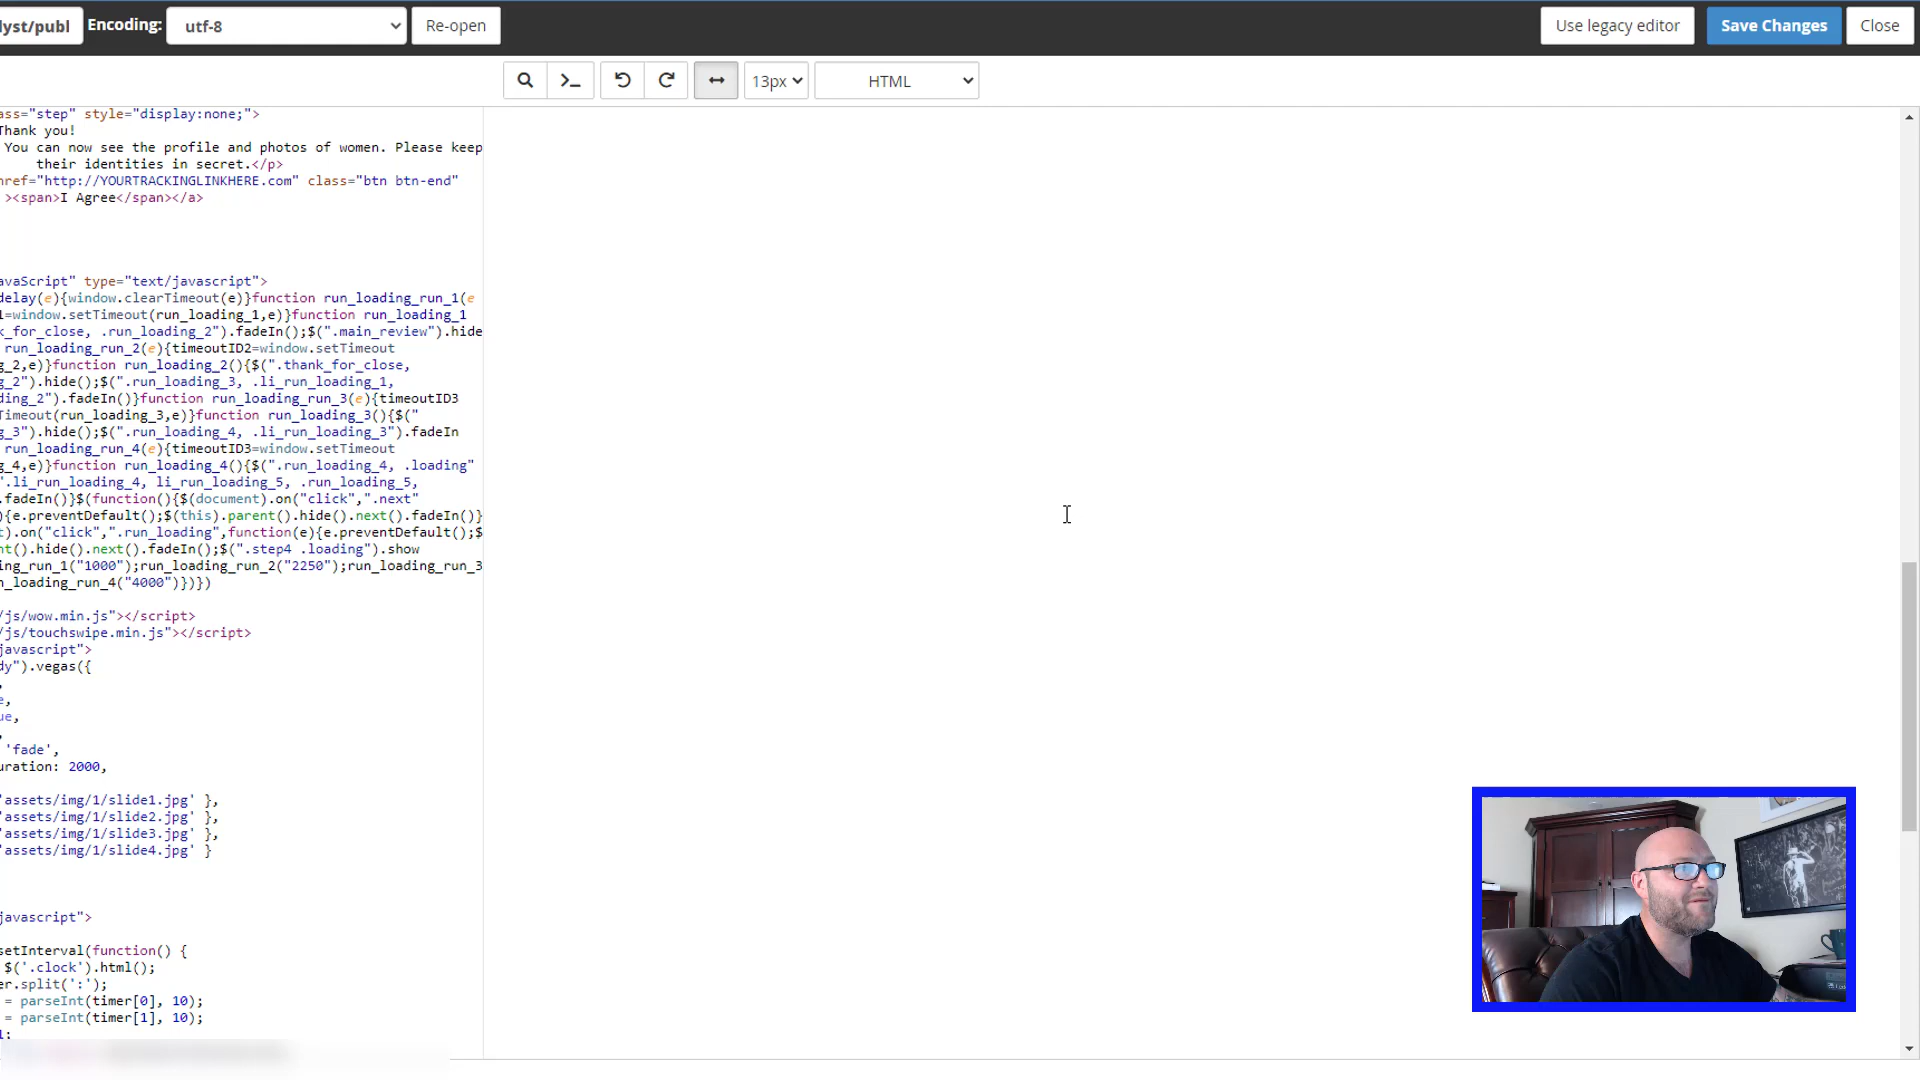 lyst/publ Encoding: utf-8 Re-open Use legacy editor Save Changes Close
13px HTML
ass="step" style="display:none;">
Thank you!
You can now see the profile and photos of women. Please keep
their identities in secret.</p>
href="http://YOURTRACKINGLINKHERE.com" class="btn btn-end"
><span>I Agree</span></a>
avaScript" type="text/javascript">
delay(e){window.clearTimeout(e)}function run_loading_run_1(e
1=window.setTimeout(run_loading_1,e)}function run_loading_1
k_for_close, .run_loading_2").fadeIn();$(".main_review").hide
run_loading_run_2(e){timeoutID2=window.setTimeout
g_2,e)}function run_loading_2(){$(".thank_for_close,
g_2").hide();$(".run_loading_3, .li_run_loading_1,
ding_2").fadeIn()}function run_loading_run_3(e){timeoutID3
Timeout(run_loading_3,e)}function run_loading_3(){$("
g_3").hide();$(".run_loading_4, .li_run_loading_3").fadeIn
run_loading_run_4(e){timeoutID3=window.setTimeout
g_4,e)}function run_loading_4(){$(".run_loading_4, .loading"
".li_run_loading_4, li_run_loading_5, .run_loading_5,
.fadeIn()}$(function(){$(document).on("click",".next"
){e.preventDefault();$(this).parent().hide().next().fadeIn()}
t).on("click",".run_loading",function(e){e.preventDefault();$
nt().hide().next().fadeIn();$(".step4 .loading").show
ing_run_1("1000");run_loading_run_2("2250");run_loading_run_3
n_loading_run_4("4000")})})
/js/wow.min.js"></script>
/js/touchswipe.min.js"></script>
javascript">
dy").vegas({
,
e,
ue,
,
'fade',
uration: 2000,
'assets/img/1/slide1.jpg' },
'assets/img/1/slide2.jpg' },
'assets/img/1/slide3.jpg' },
'assets/img/1/slide4.jpg' }
javascript">
setInterval(function() {
$('.clock').html();
er.split(':');
= parseInt(timer[0], 10);
= parseInt(timer[1], 10);
1;